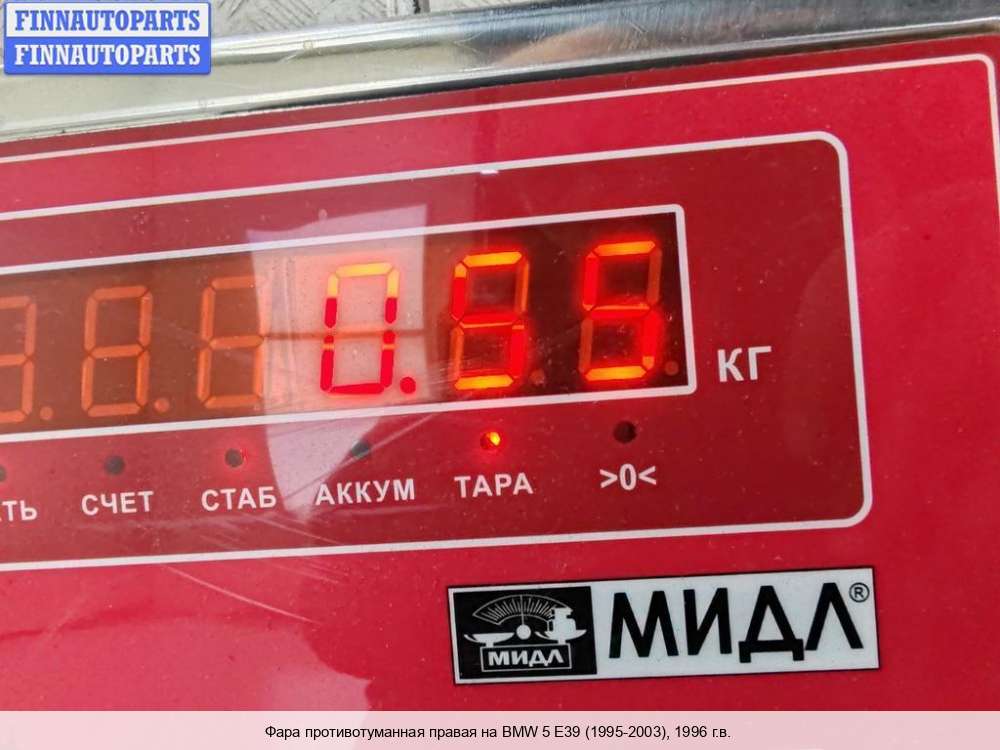 FINNAUTOPARTS
FINNAUTOPARTS
0.55
КГ
СЧЕТ СТАБ АККУМ ТАРА >0<
МИДЛ
МИДЛ®
Фара противотуманная правая на BMW 5 E39 (1995-2003), 1996 г.в.